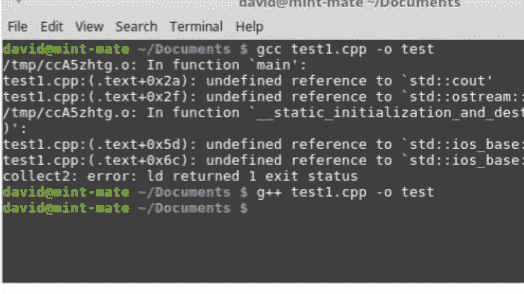 david@mint-mate ~/Documents
File Edit View Search Terminal Help
david@mint-mate ~/Documents $ gcc test1.cpp -o test
/tmp/ccA5zhtg.o: In function `main':
test1.cpp:(.text+0x2a): undefined reference to `std::cout'
test1.cpp:(.text+0x2f): undefined reference to `std::ostream::
/tmp/ccA5zhtg.o: In function `__static_initialization_and_dest
)':
test1.cpp:(.text+0x5d): undefined reference to `std::ios_base:
test1.cpp:(.text+0x6c): undefined reference to `std::ios_base:
collect2: error: ld returned 1 exit status
david@mint-mate ~/Documents $ g++ test1.cpp -o test
david@mint-mate ~/Documents $